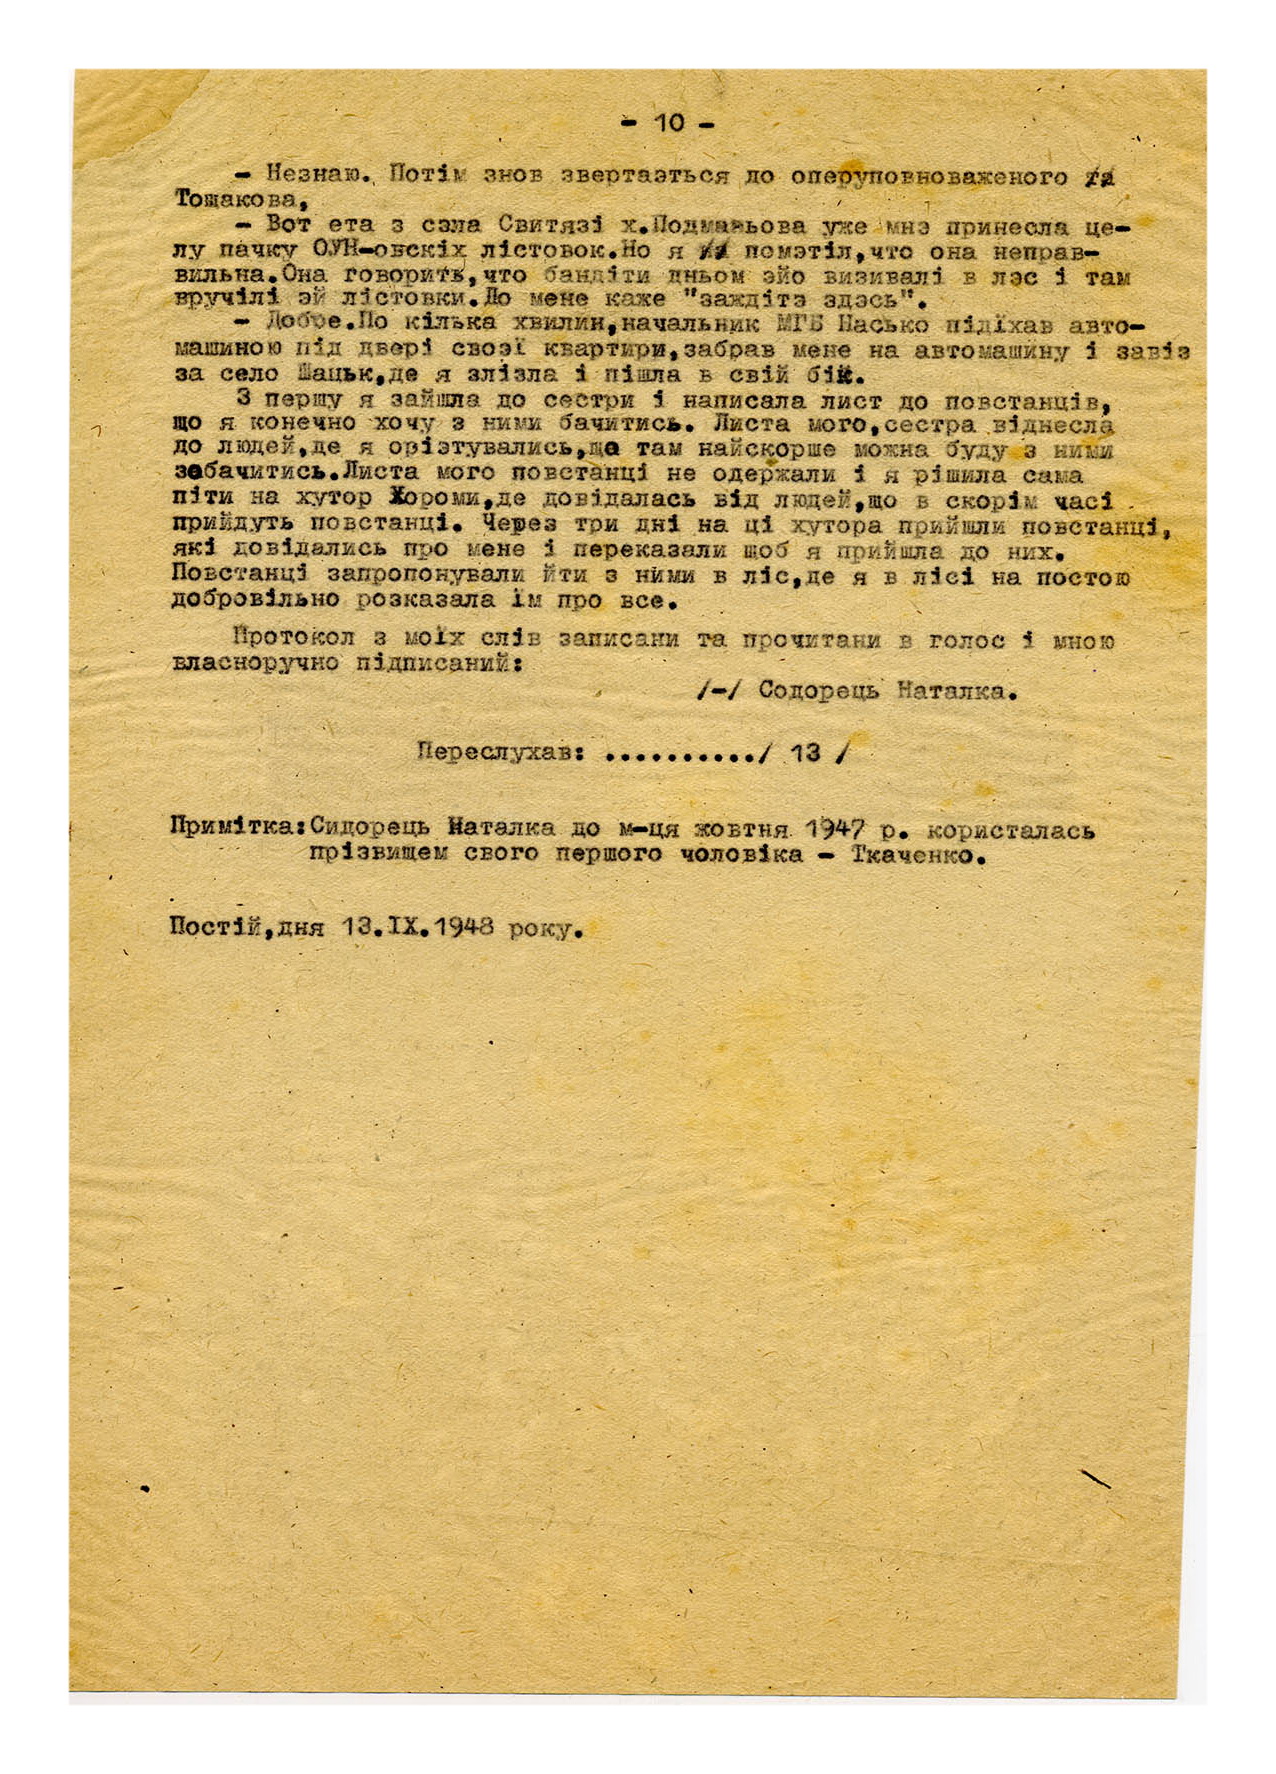 - 10 -
- Незнаю. Потім знов звертаэться до оперуповноваженого
Тощакова,
- Вот ета з сэла Свитязі х.Подманьова уже мнэ принесла це-
лу пачку ОУН-овскіх лістовок.Но я помэтіл,что она неправ-
вильна.Она говорить,что бандіти дньом эйо визивалі в лэс і там
вручілі эй лістовки.До мене каже "заждітэ здэсь".
- Добре.По кілька хвилин,начальник МГБ Насько підїхав авто-
машиною під двері своэї квартири,забрав мене на автомашину і завіз
за село Шацьк,де я злізла і пішла в свій бік.
З першу я зайшла до сестри і написала лист до повстанців,
що я конечно хочу з ними бачитись. Листа мого,сестра віднесла
до людей,де я оріэтувались,що там найскорше можна буду з ними
забачитись.Листа мого повстанці не одержали і я рішила сама
піти на хутор Хороми,де довідалась від людей,що в скорім часі
прийдуть повстанці. Через три дні на ці хутора прийшли повстанці,
які довідались про мене і переказали щоб я прийшла до них.
Повстанці запропонували йти з ними в ліс,де я в лісі на постою
добровільно розказала їм про все.
Протокол з моїх слів записани та прочитани в голос і мною
власноручно підписаний:
/-/ Содорець Наталка.
Переслухав: ........../ 13 /
Примітка:Сидорець Наталка до м-ця жовтня 1947 р. користалась
прізвищем свого першого чоловіка - Ткаченко.
Постій,дня 13.IX.1948 року.